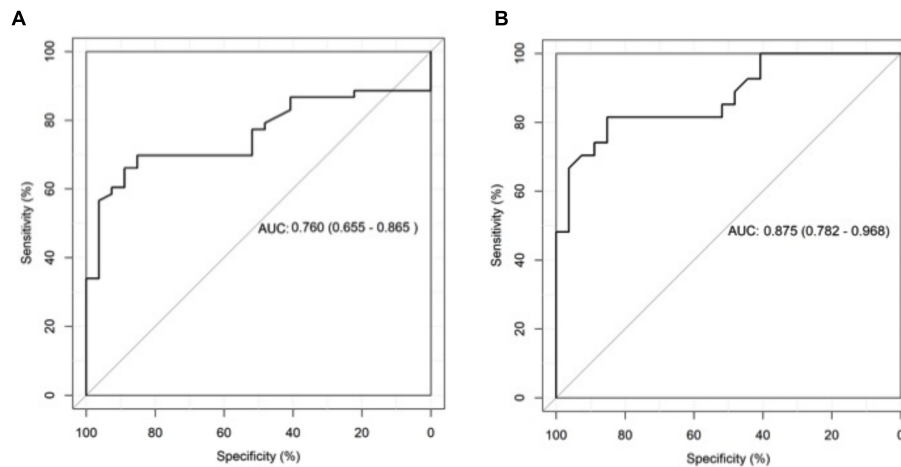 A
100
80
60
40
20
0
Sensitivity (%)
AUC: 0.760 (0.655 - 0.865 )
100 80 60 40 20 0
Specificity (%)
B
100
80
60
40
20
0
Sensitivity (%)
AUC: 0.875 (0.782 - 0.968)
100 80 60 40 20 0
Specificity (%)